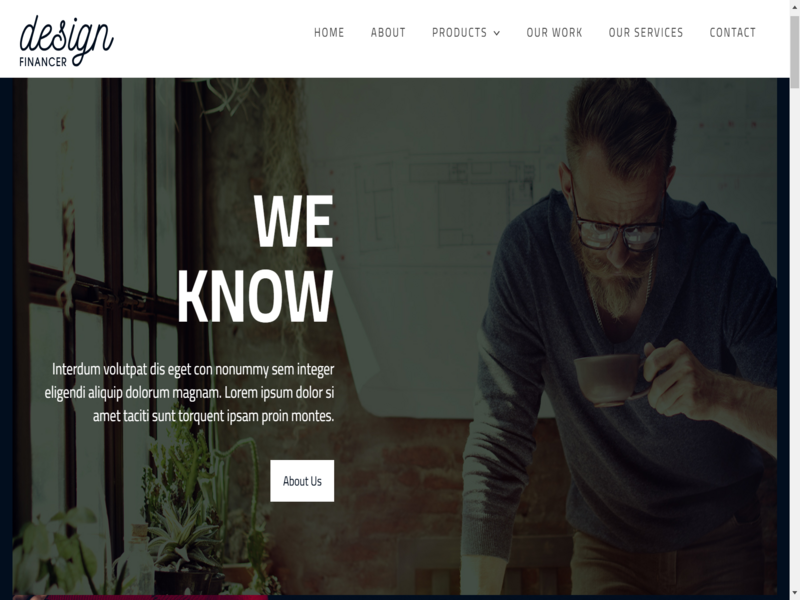 design
FINANCER
HOME ABOUT PRODUCTS OUR WORK OUR SERVICES CONTACT
WE
KNOW
Interdum volutpat dis eget con nonummy sem integer
eligendi aliquip dolorum magnam. Lorem ipsum dolor si
amet taciti sunt torquent ipsam proin montes.
About Us